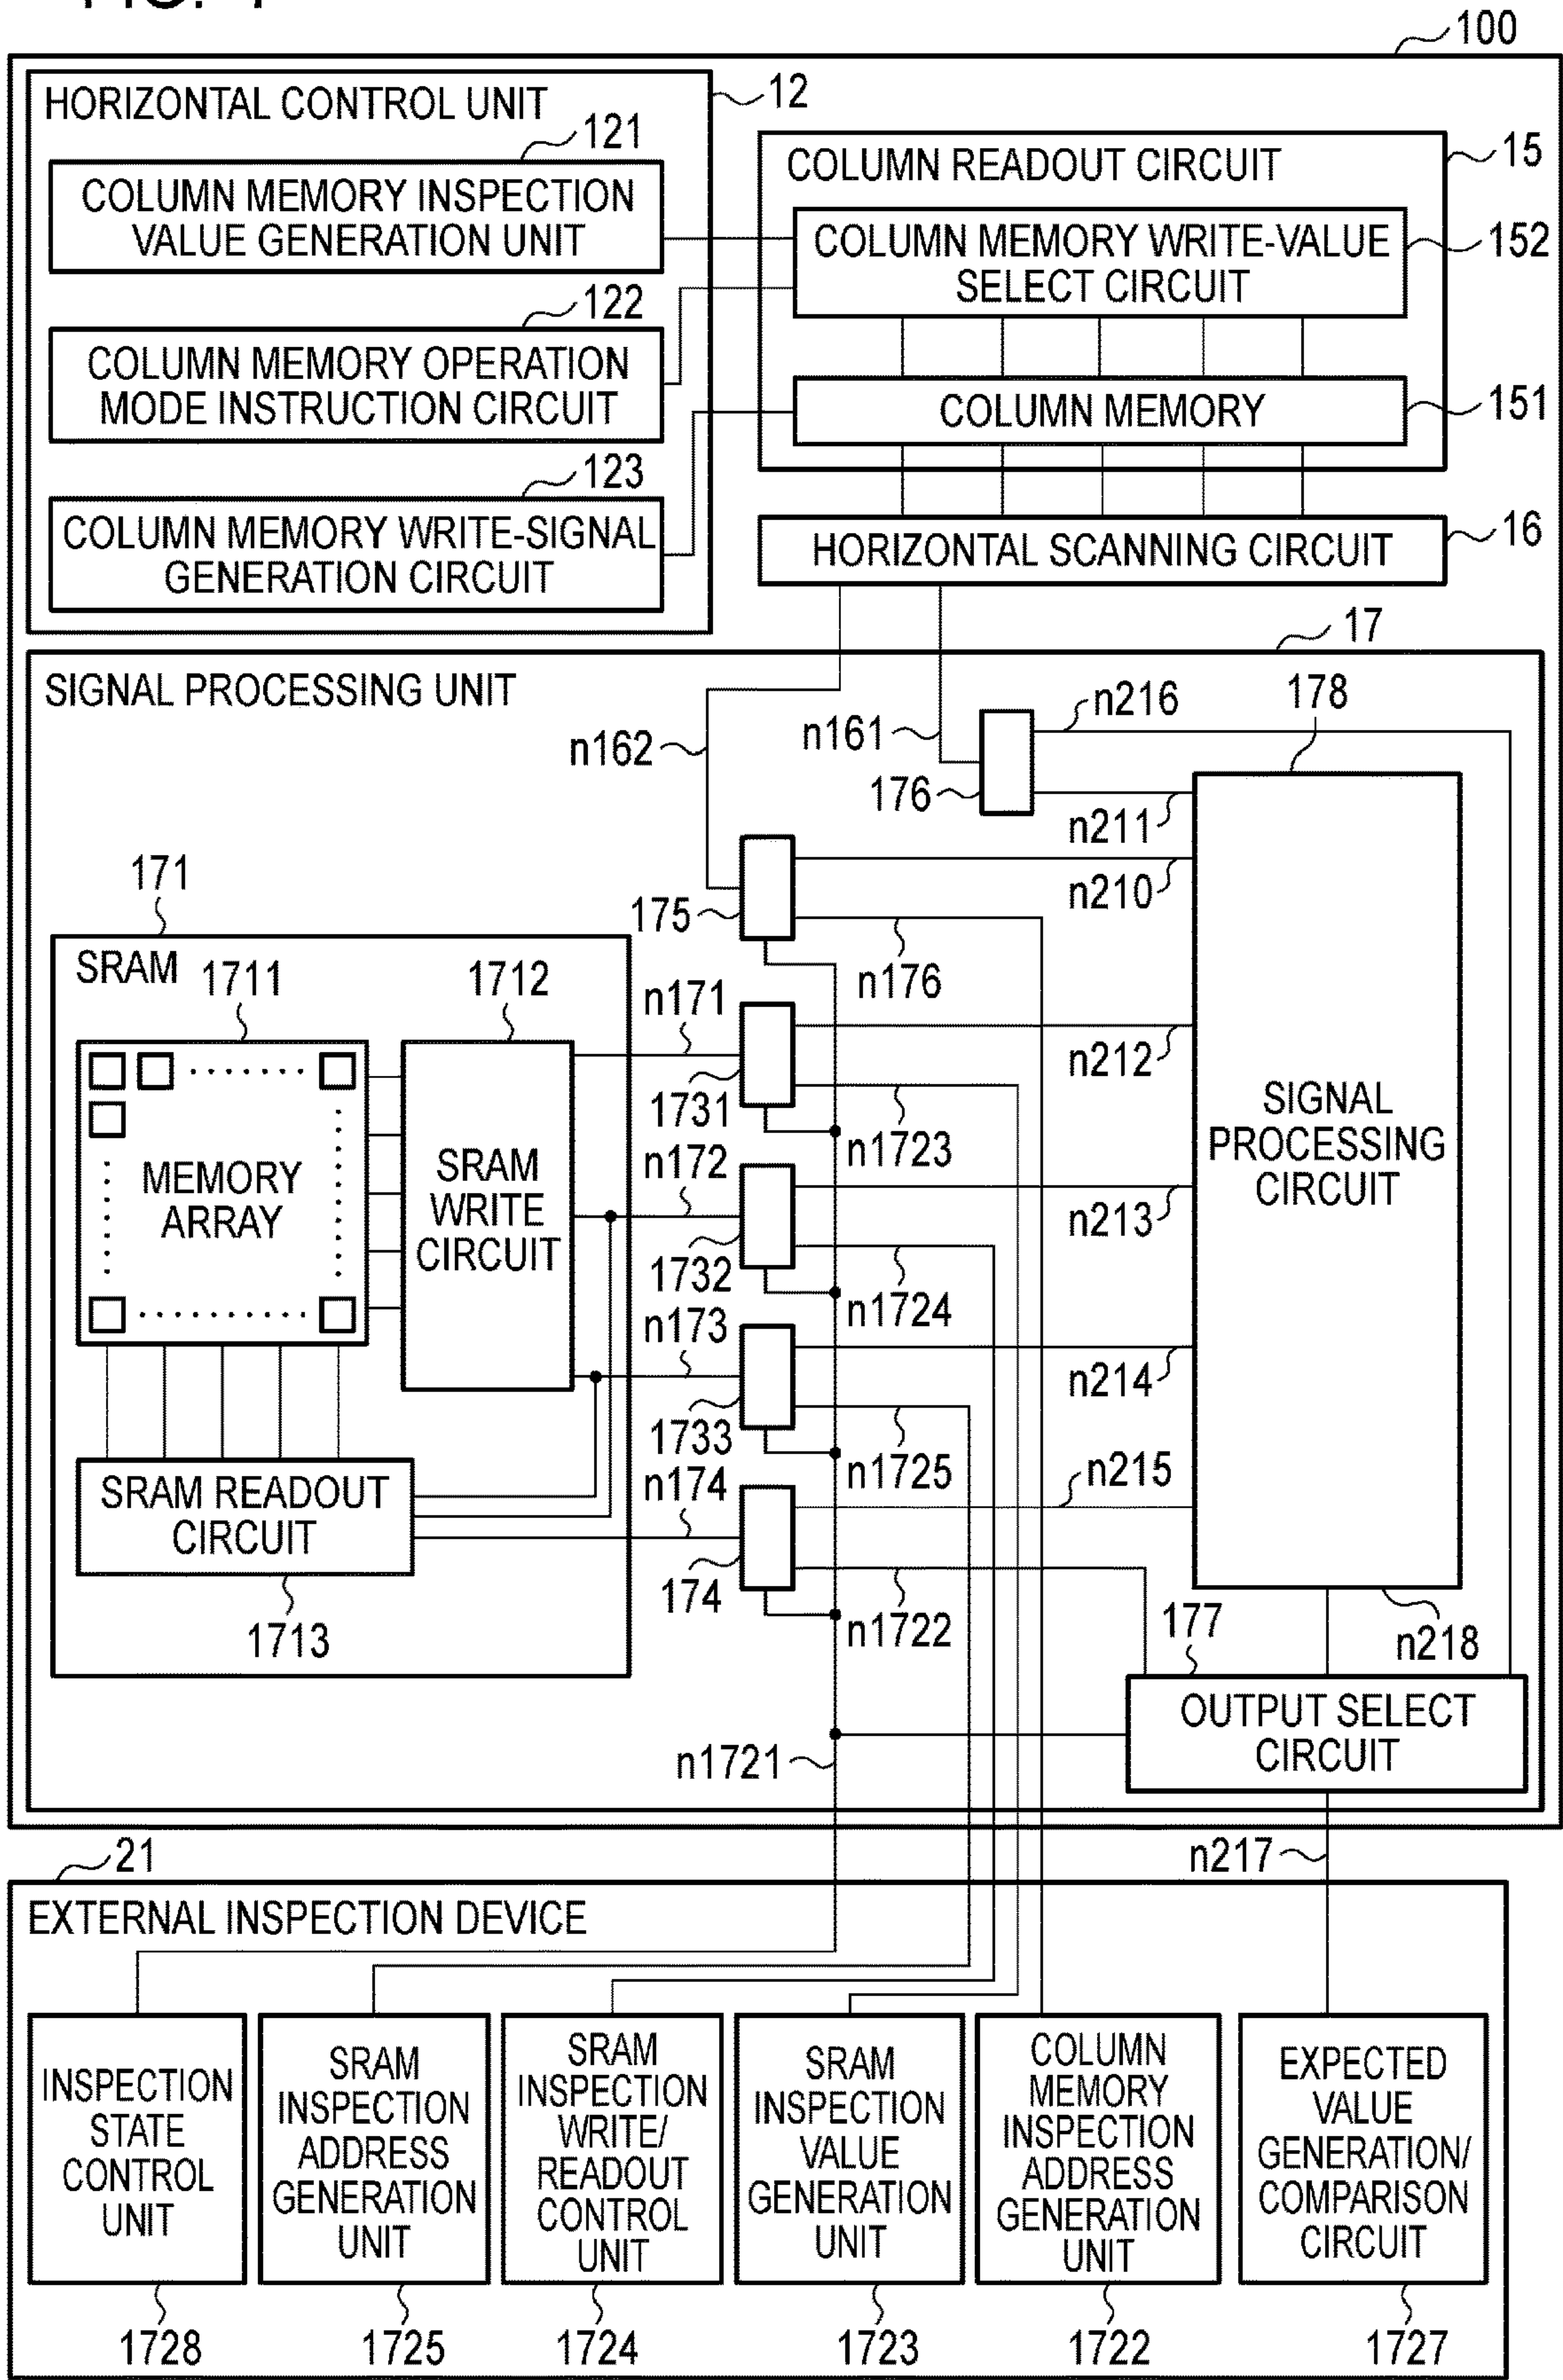 100
HORIZONTAL CONTROL UNIT
12
121
COLUMN MEMORY INSPECTION
VALUE GENERATION UNIT
122
COLUMN MEMORY OPERATION
MODE INSTRUCTION CIRCUIT
123
COLUMN MEMORY WRITE-SIGNAL
GENERATION CIRCUIT
COLUMN READOUT CIRCUIT
15
COLUMN MEMORY WRITE-VALUE
SELECT CIRCUIT
152
COLUMN MEMORY
151
HORIZONTAL SCANNING CIRCUIT
16
17
SIGNAL PROCESSING UNIT
n162
n161
n216
178
176
n211
n210
175
n176
171
SRAM
1711
1712
MEMORY
ARRAY
SRAM
WRITE
CIRCUIT
SRAM READOUT
CIRCUIT
1713
n171
1731
n1723
n212
n172
1732
n1724
n213
n173
1733
n1725
n214
n174
174
n1722
n215
SIGNAL
PROCESSING
CIRCUIT
177
n218
OUTPUT SELECT
CIRCUIT
n1721
n217
21
EXTERNAL INSPECTION DEVICE
INSPECTION
STATE
CONTROL
UNIT
SRAM
INSPECTION
ADDRESS
GENERATION
UNIT
SRAM
INSPECTION
WRITE/
READOUT
CONTROL
UNIT
SRAM
INSPECTION
VALUE
GENERATION
UNIT
COLUMN
MEMORY
INSPECTION
ADDRESS
GENERATION
UNIT
EXPECTED
VALUE
GENERATION/
COMPARISON
CIRCUIT
1728
1725
1724
1723
1722
1727